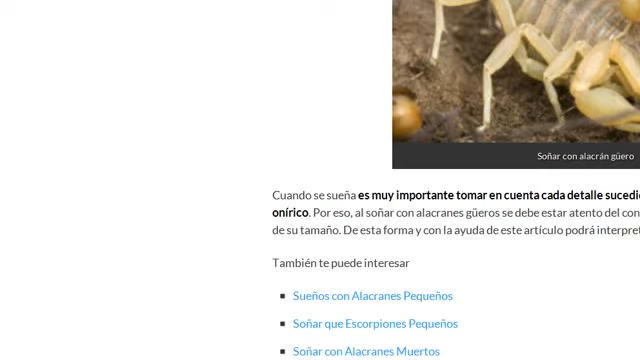 Soñar con alacrán güero
Cuando se sueña es muy importante tomar en cuenta cada detalle
onírico. Por eso, al soñar con alacranes güeros se debe estar atento del
de su tamaño. De esta forma y con la ayuda de este artículo podrá
También te puede interesar
Sueños con Alacranes Pequeños
Soñar que Escorpiones Pequeños
Soñar con Alacranes Muertos